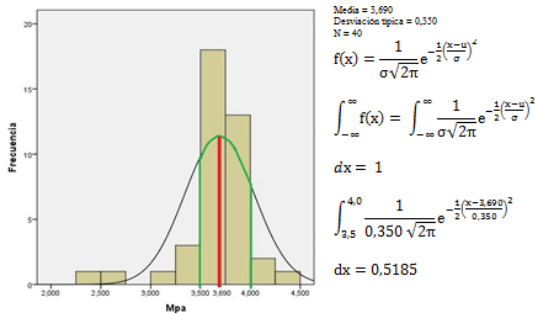 Media = 3,690
Desviación típica = 0,350
N = 40
f(x) = 1/(σ√2π) e^(-1/2((x-u)/σ)^2)
∫_{-∞}^{∞} f(x) = ∫_{-∞}^{∞} 1/(σ√2π) e^(-1/2((x-u)/σ)^2)
dx = 1
∫_{3,5}^{4,0} 1/(0,350 √2π) e^(-1/2((x-3,690)/0,350)^2)
dx = 0,5185
Frecuencia
20
15
10
5
0
2,000 2,500 3,000 3,500 3,690 4,000 4,500
Mpa